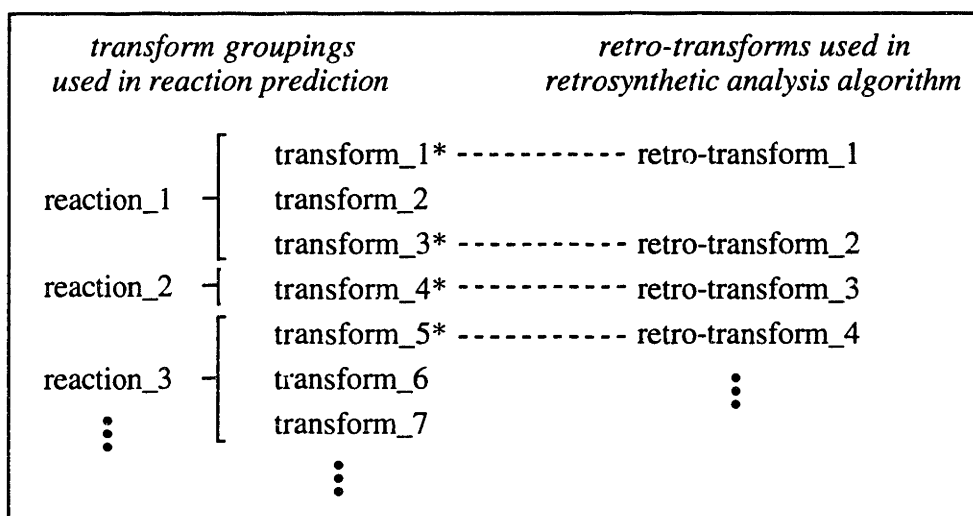 transform groupings retro-transforms used in
used in reaction prediction retrosynthetic analysis algorithm
transform_1* ----------- retro-transform_1
reaction_1 transform_2
transform_3* ----------- retro-transform_2
reaction_2 transform_4* ----------- retro-transform_3
transform_5* ----------- retro-transform_4
reaction_3 transform_6
transform_7